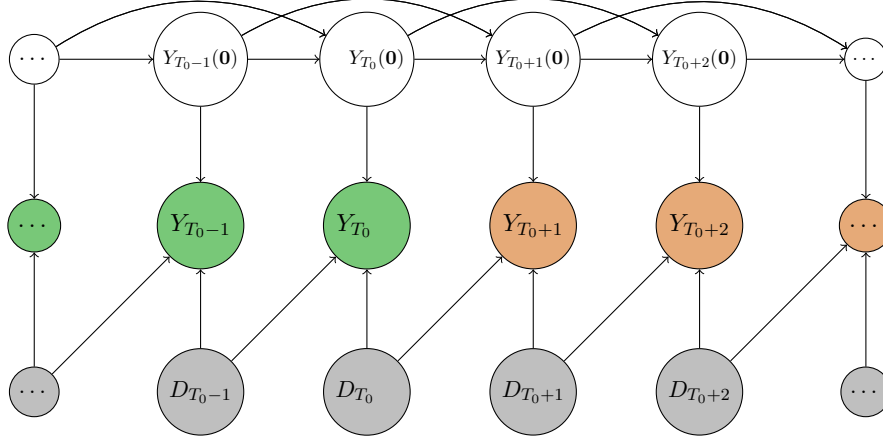 ⋯ Y_{T_0−1}(𝟎) Y_{T_0}(𝟎) Y_{T_0+1}(𝟎) Y_{T_0+2}(𝟎) ⋯
⋯ Y_{T_0−1} Y_{T_0} Y_{T_0+1} Y_{T_0+2} ⋯
⋯ D_{T_0−1} D_{T_0} D_{T_0+1} D_{T_0+2} ⋯